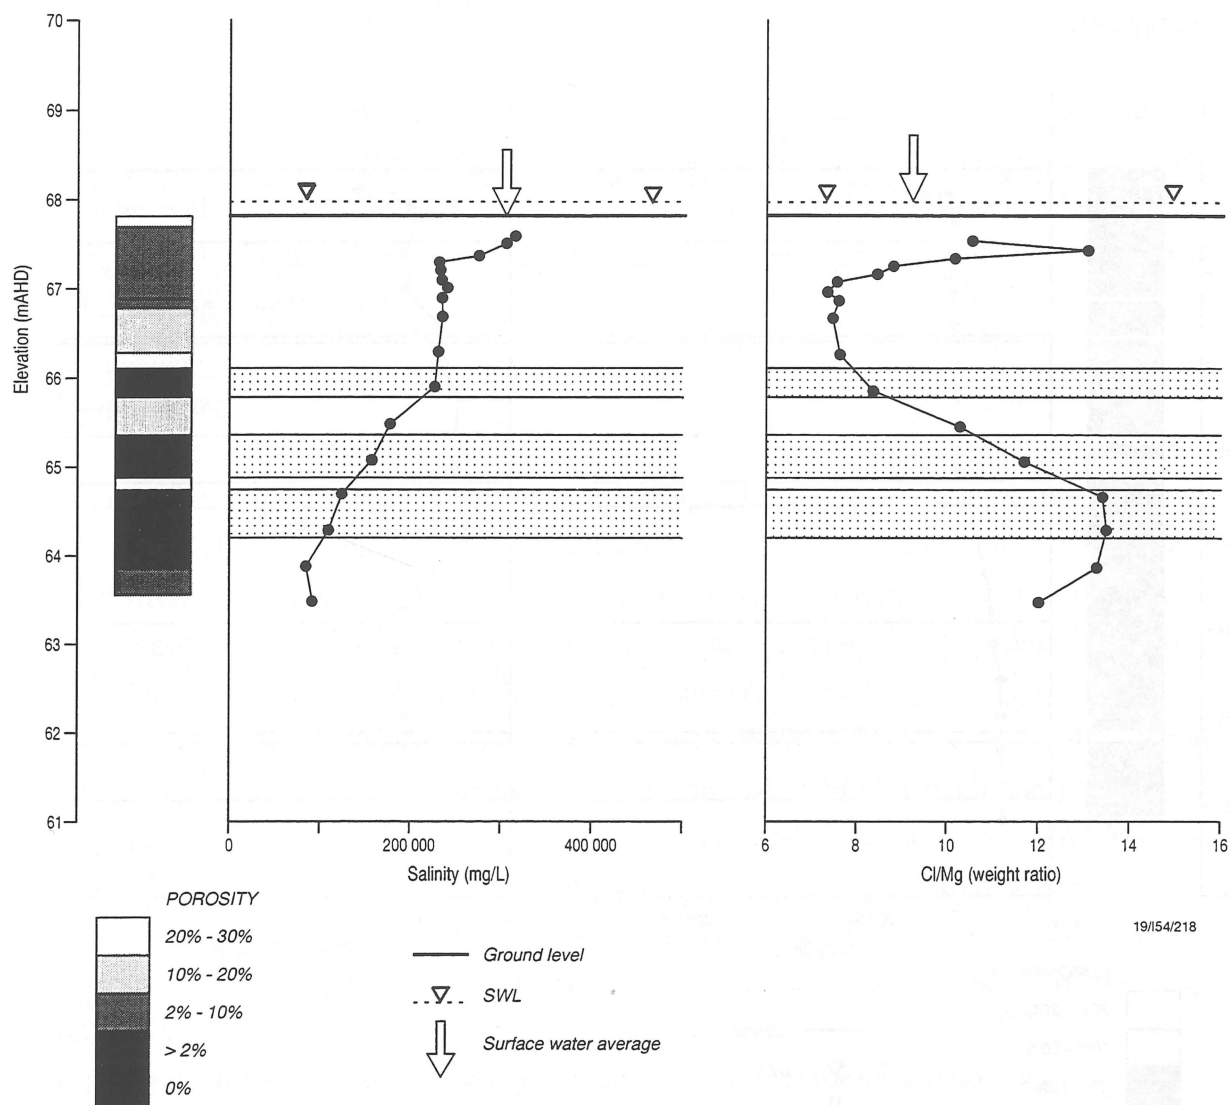 70
69
68
67
66
65
64
63
62
61
Elevation (mAHD)
0
200 000
400 000
Salinity (mg/L)
6
8
10
12
14
16
Cl/Mg (weight ratio)
19/I54/218
POROSITY
20% - 30%
10% - 20%
2% - 10%
> 2%
0%
Ground level
SWL
Surface water average